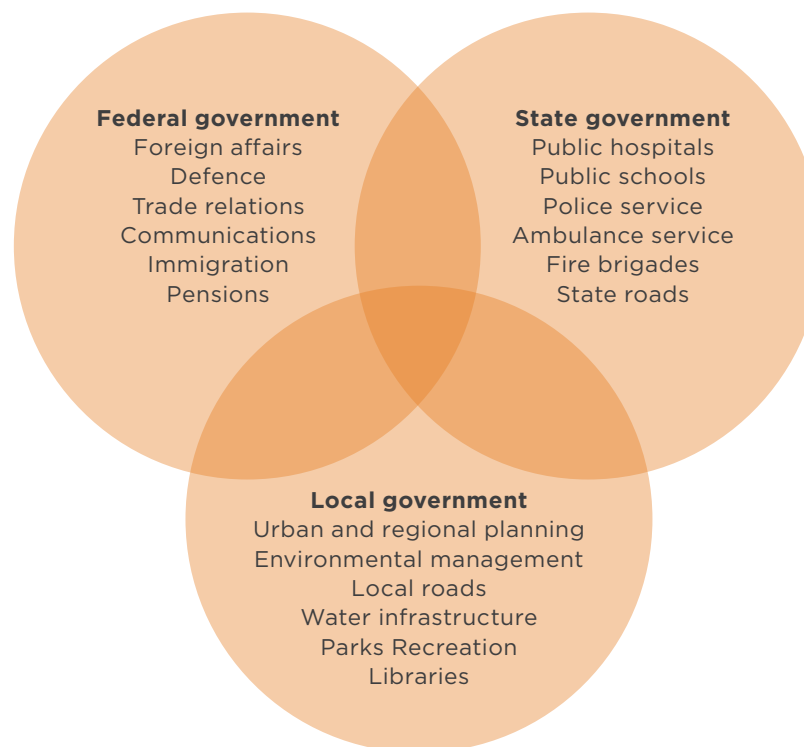 Federal government
Foreign affairs
Defence
Trade relations
Communications
Immigration
Pensions
State government
Public hospitals
Public schools
Police service
Ambulance service
Fire brigades
State roads
Local government
Urban and regional planning
Environmental management
Local roads
Water infrastructure
Parks Recreation
Libraries